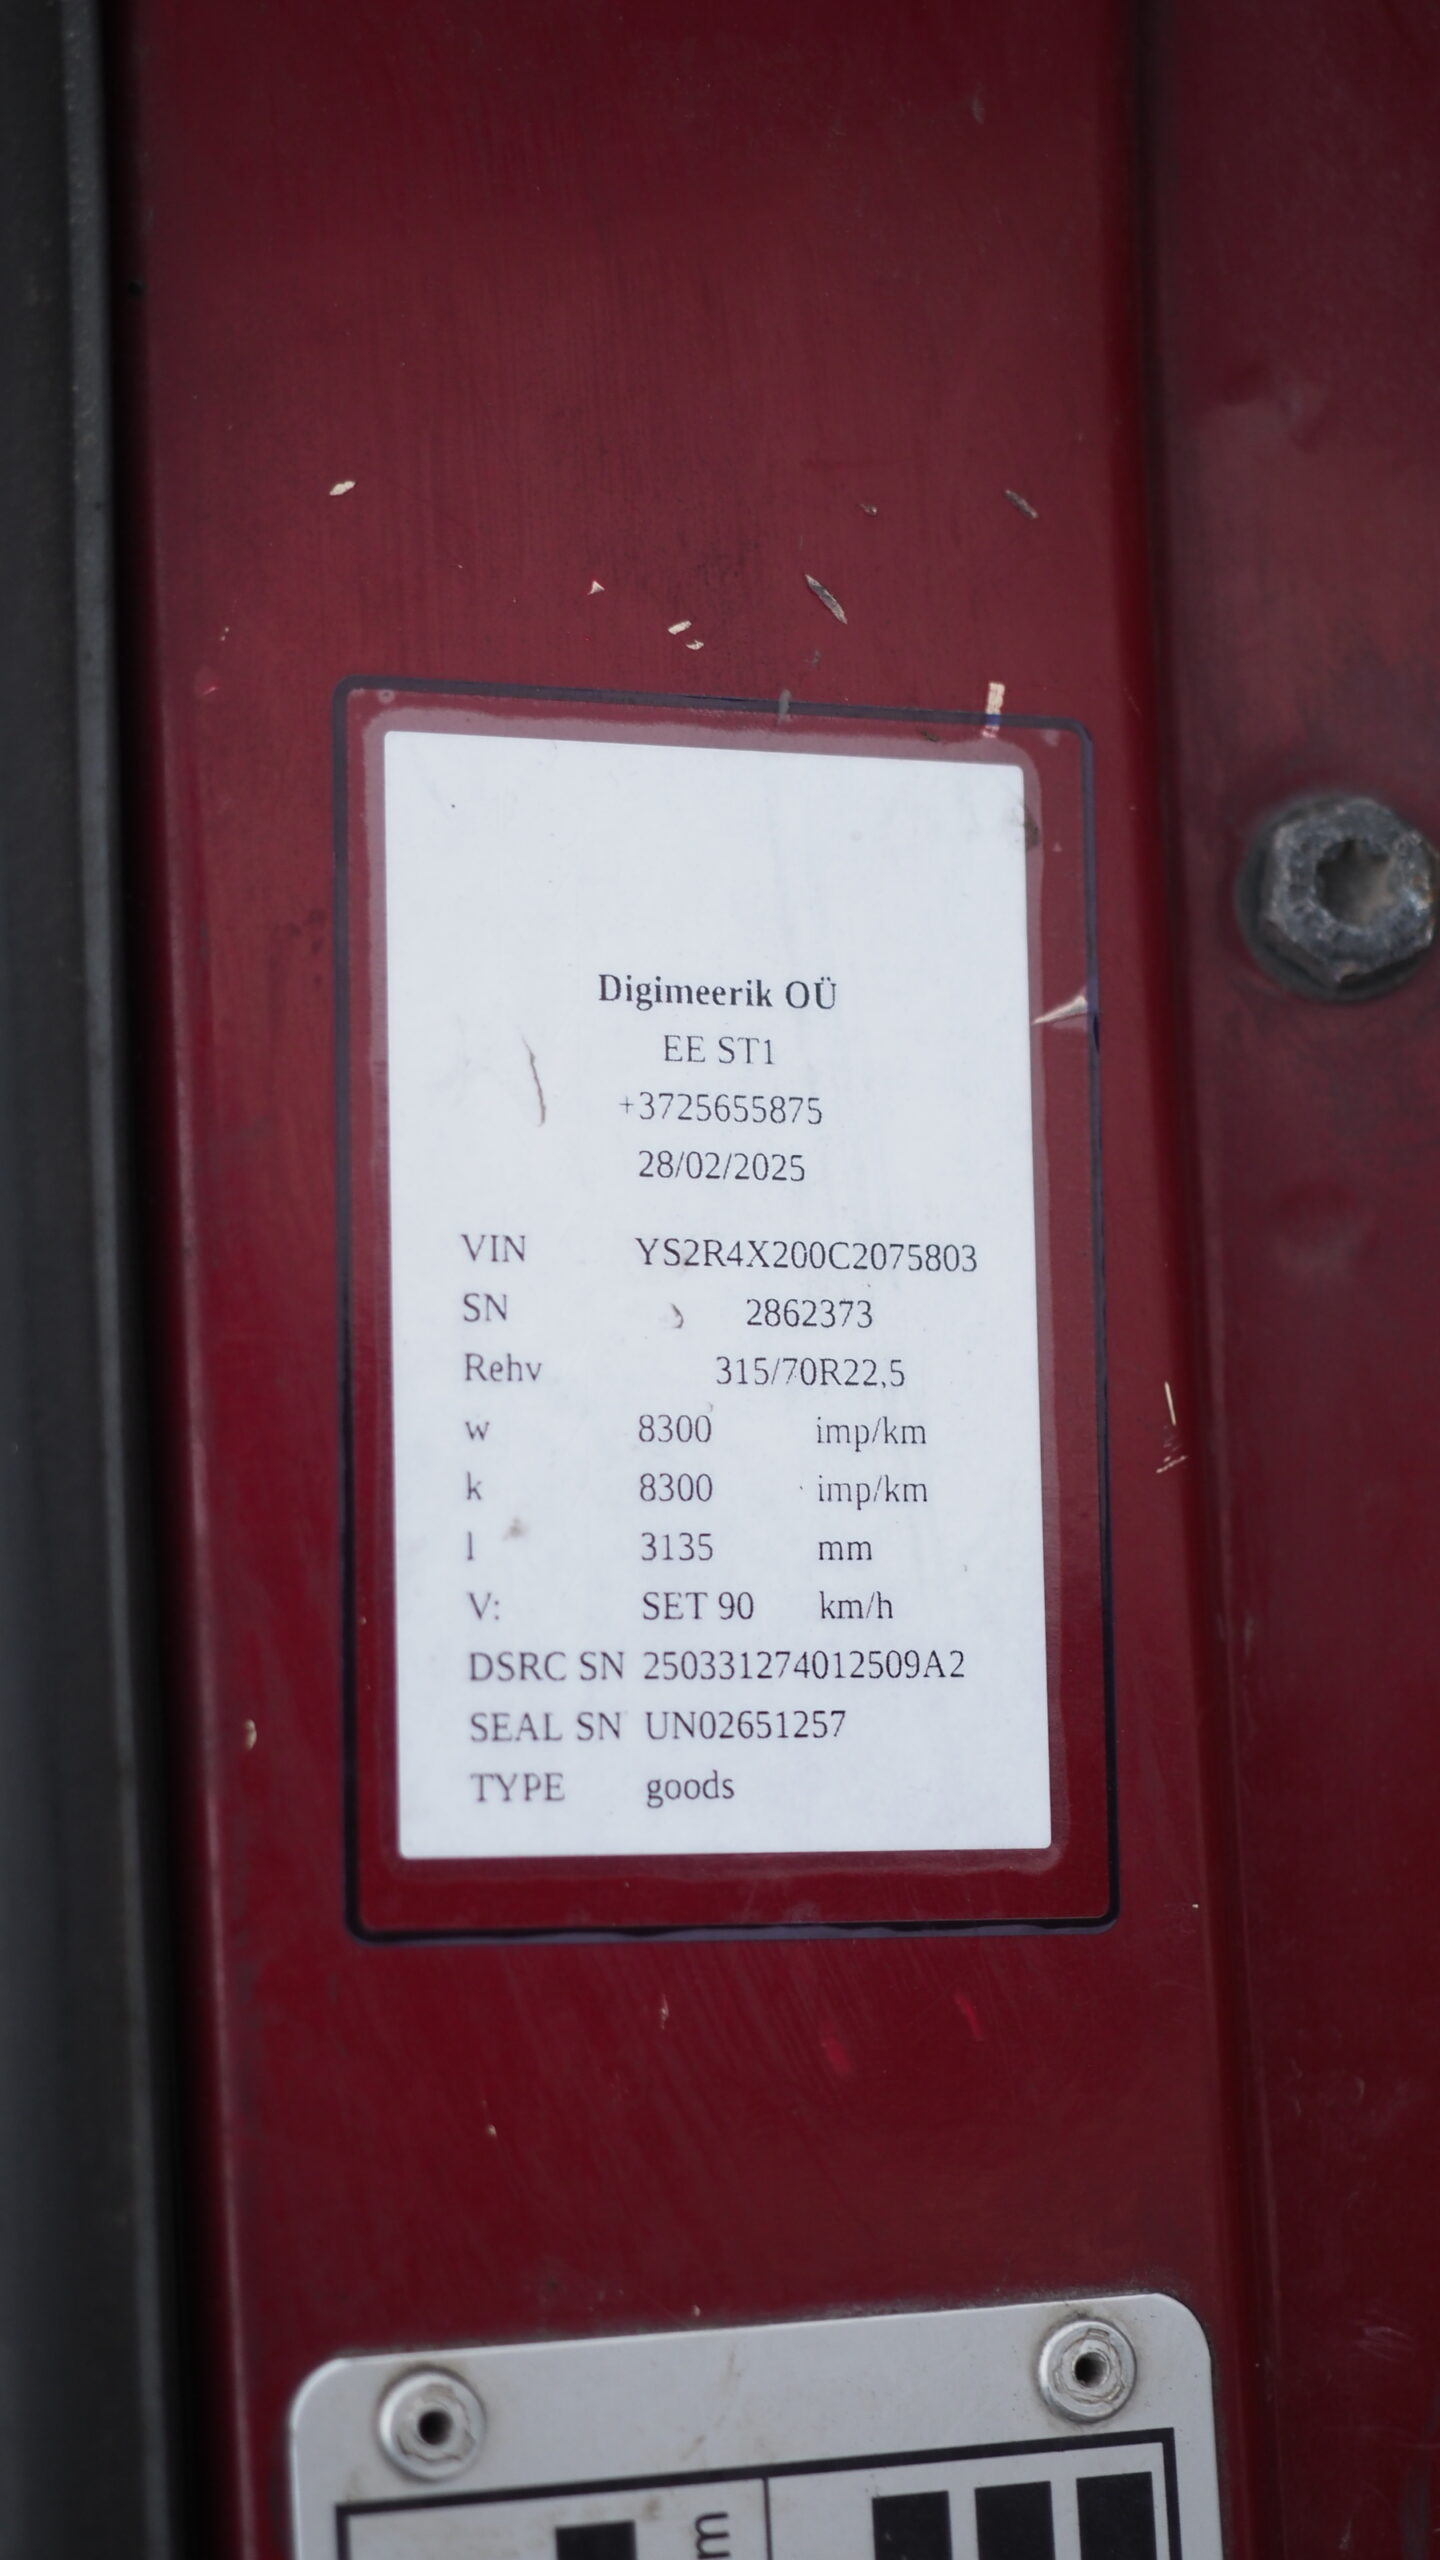 Digimeerik OÜ
EE ST1
+3725655875
28/02/2025
VIN YS2R4X200C2075803
SN 2862373
Rehv 315/70R22,5
w 8300 imp/km
k 8300 imp/km
l 3135 mm
V: SET 90 km/h
DSRC SN 250331274012509A2
SEAL SN UN02651257
TYPE goods
m